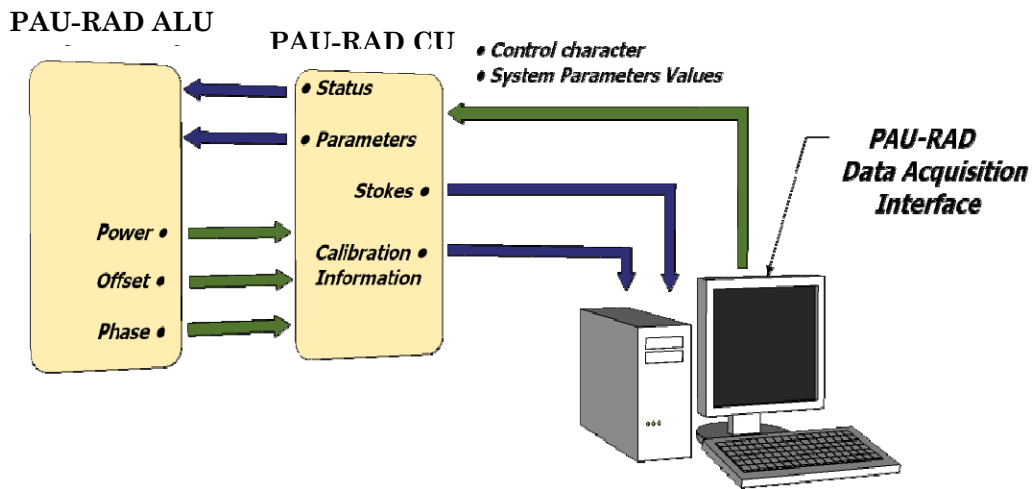 PAU-RAD ALU
PAU-RAD CU
• Control character
• System Parameters Values
• Status
• Parameters
Stokes •
Calibration •
Information
Power •
Offset •
Phase •
PAU-RAD
Data Acquisition
Interface